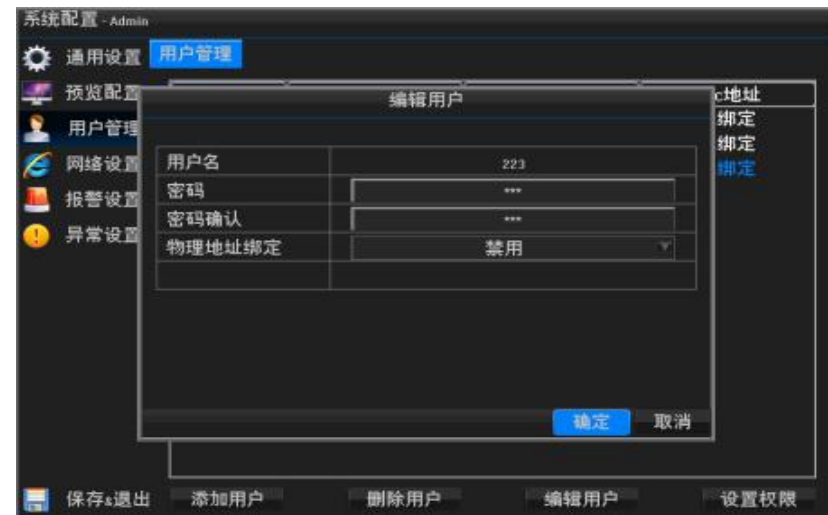 系统配置 - Admin
通用设置 用户管理
预览配置
用户管理
网络设置
报警设置
异常设置
c地址
绑定
绑定
绑定
编辑用户
用户名 223
密码 ***
密码确认 ***
物理地址绑定 禁用
确定 取消
保存&退出 添加用户 删除用户 编辑用户 设置权限